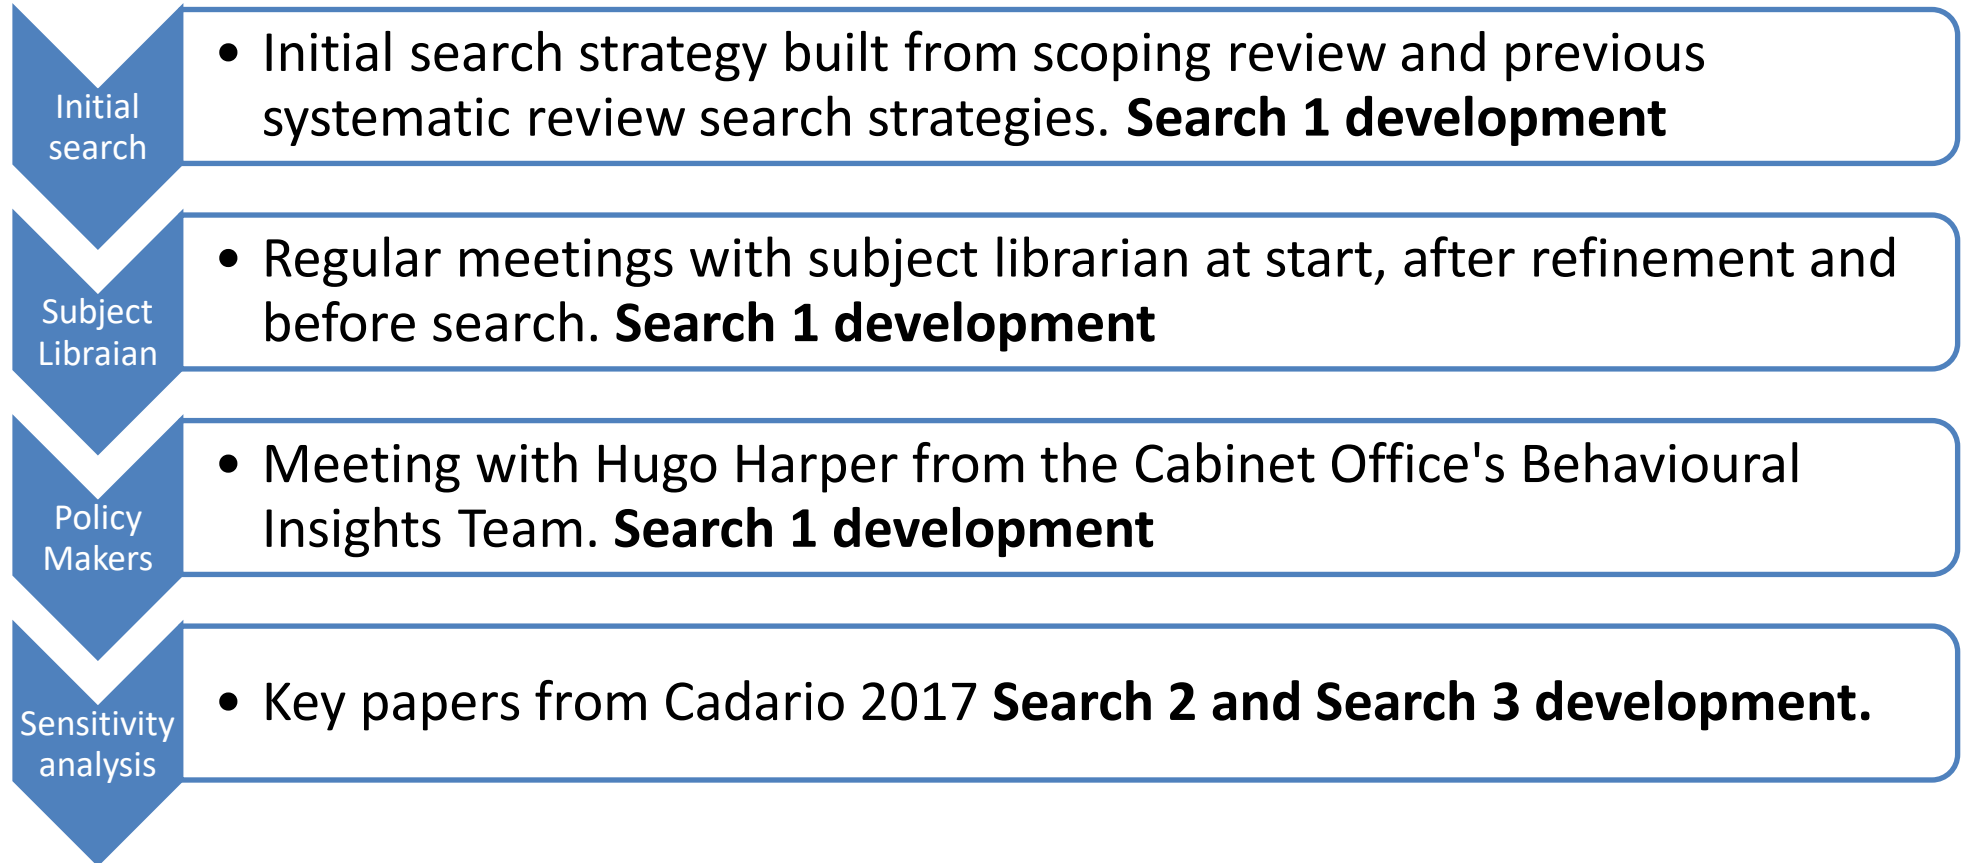 Initial
search
• Initial search strategy built from scoping review and previous
systematic review search strategies. Search 1 development
Subject
Libraian
• Regular meetings with subject librarian at start, after refinement and
before search. Search 1 development
Policy
Makers
• Meeting with Hugo Harper from the Cabinet Office's Behavioural
Insights Team. Search 1 development
Sensitivity
analysis
• Key papers from Cadario 2017 Search 2 and Search 3 development.